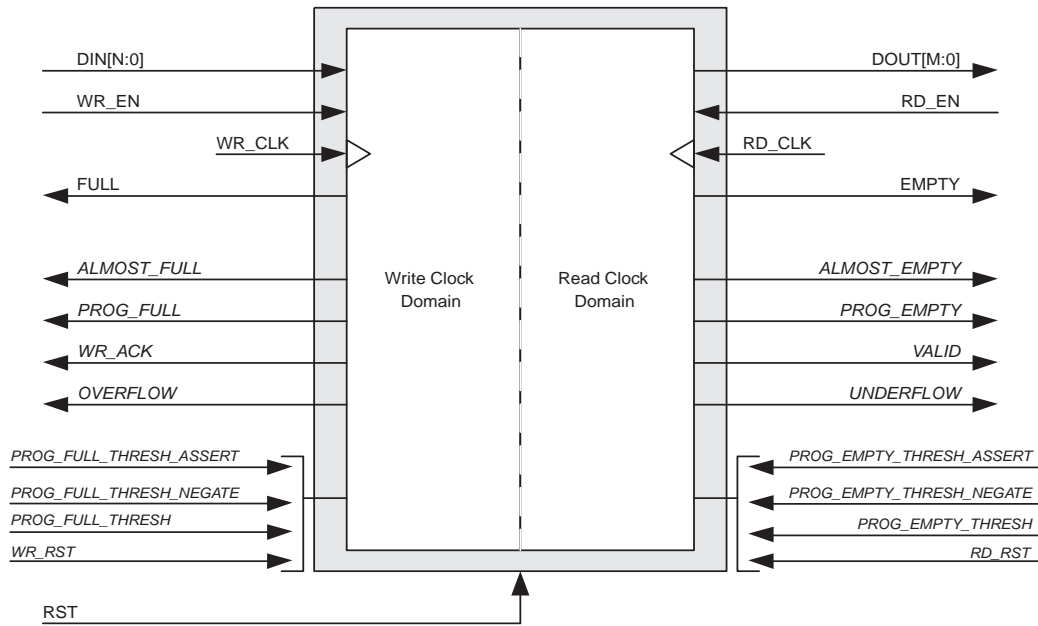 DIN[N:0]
WR_EN
WR_CLK
FULL
ALMOST_FULL
PROG_FULL
WR_ACK
OVERFLOW
PROG_FULL_THRESH_ASSERT
PROG_FULL_THRESH_NEGATE
PROG_FULL_THRESH
WR_RST
RST
Write Clock
Domain
Read Clock
Domain
DOUT[M:0]
RD_EN
RD_CLK
EMPTY
ALMOST_EMPTY
PROG_EMPTY
VALID
UNDERFLOW
PROG_EMPTY_THRESH_ASSERT
PROG_EMPTY_THRESH_NEGATE
PROG_EMPTY_THRESH
RD_RST